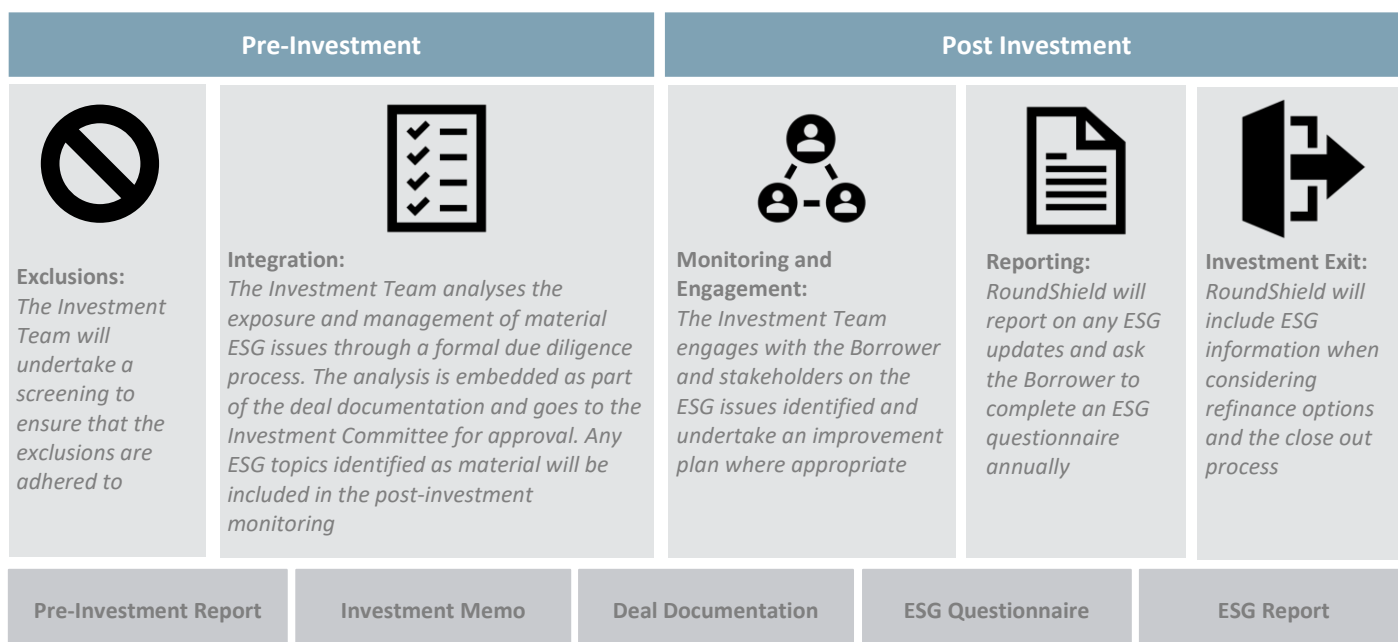 Pre-Investment
Post Investment
Exclusions:
The Investment
Team will
undertake a
screening to
ensure that the
exclusions are
adhered to
Integration:
The Investment Team analyses the
exposure and management of material
ESG issues through a formal due diligence
process. The analysis is embedded as part
of the deal documentation and goes to the
Investment Committee for approval. Any
ESG topics identified as material will be
included in the post-investment
monitoring
Monitoring and
Engagement:
The Investment Team
engages with the Borrower
and stakeholders on the
ESG issues identified and
undertake an improvement
plan where appropriate
Reporting:
RoundShield will
report on any ESG
updates and ask
the Borrower to
complete an ESG
questionnaire
annually
Investment Exit:
RoundShield will
include ESG
information when
considering
refinance options
and the close out
process
Pre-Investment Report
Investment Memo
Deal Documentation
ESG Questionnaire
ESG Report